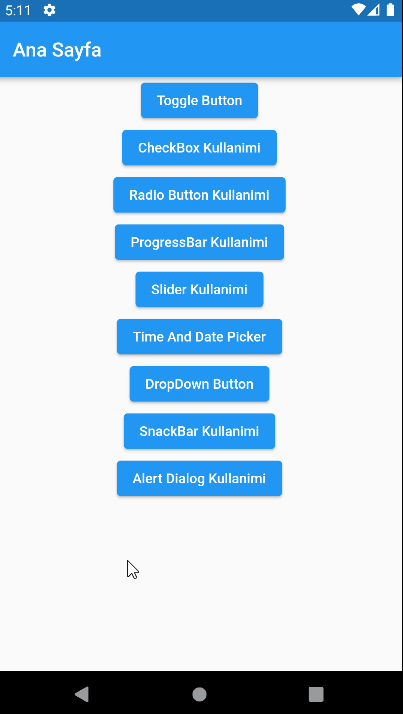 5:11
Ana Sayfa
Toggle Button
CheckBox Kullanimi
Radio Button Kullanimi
ProgressBar Kullanimi
Slider Kullanimi
Time And Date Picker
DropDown Button
SnackBar Kullanimi
Alert Dialog Kullanimi